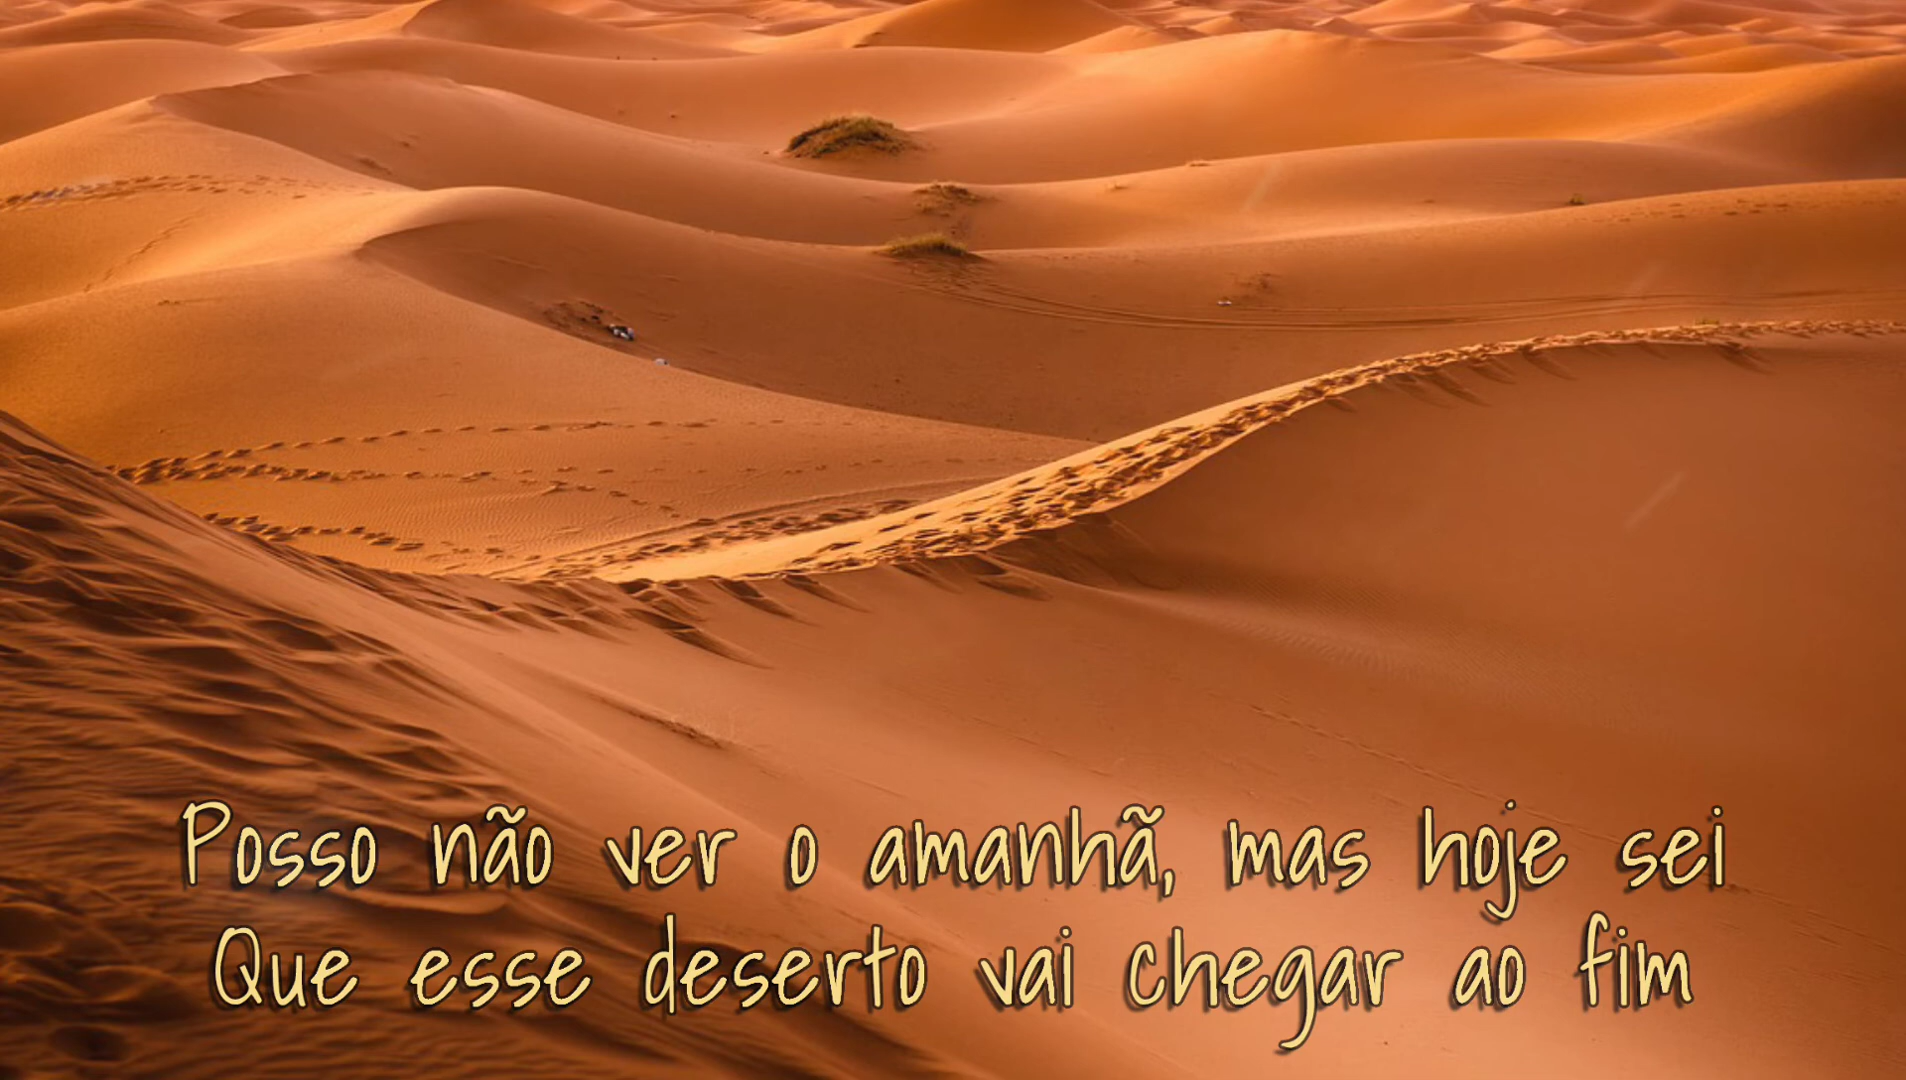 Posso não ver o amanhã, mas hoje sei
Que esse deserto vai chegar ao fim